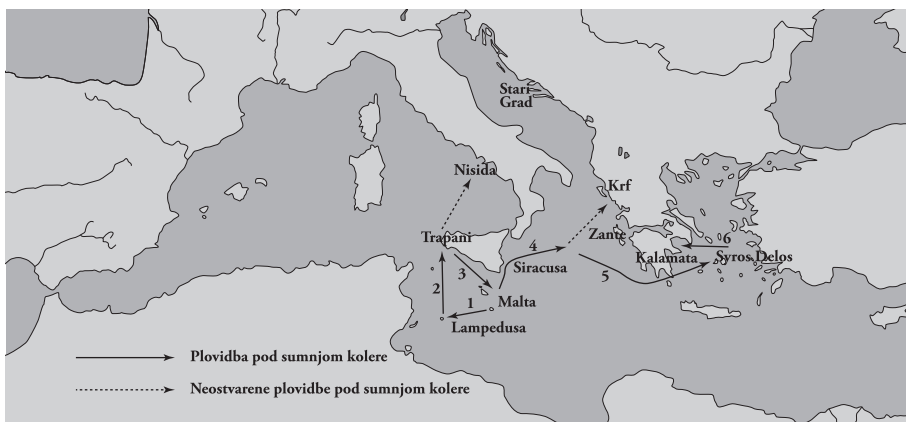 Stari
Grad
Nisida
Krf
Trapani
Zante
4
6
Kalamata
Syros Delos
3
Siracusa
5
2
1
Malta
Lampedusa
Plovidba pod sumnjom kolere
Neostvarene plovidbe pod sumnjom kolere